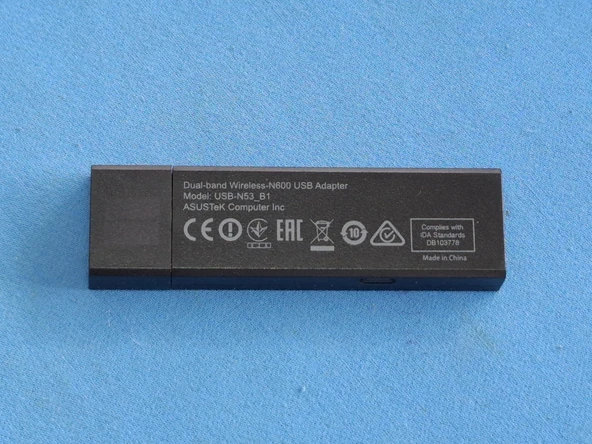 Dual-band Wireless-N600 USB Adapter
Model: USB-N53_B1
ASUSTeK Computer Inc
CE EAC 10
Complies with
IDA Standards
DB103778
Made in China